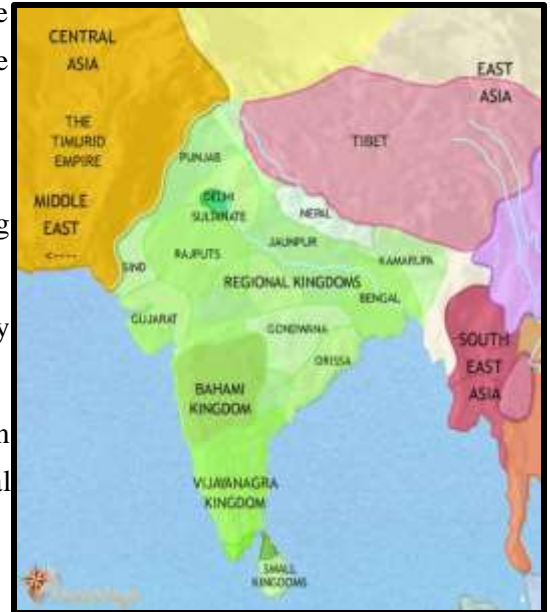 e
CENTRAL
ASIA
e
EAST
ASIA
THE
TIMURID
EMPIRE
TIBET
PUNJAB
MIDDLE
EAST
<----
DELHI
SULTANATE
NEPAL
g
JAUNPUR
RAJPUTS
KAMARUPA
SIND
REGIONAL KINGDOMS
BENGAL
GUJARAT
y
GONDWANA
SOUTH
EAST
ASIA
ORISSA
BAHAMI
KINGDOM
n
al
VIJAYANAGRA
KINGDOM
SMALL
KINGDOMS